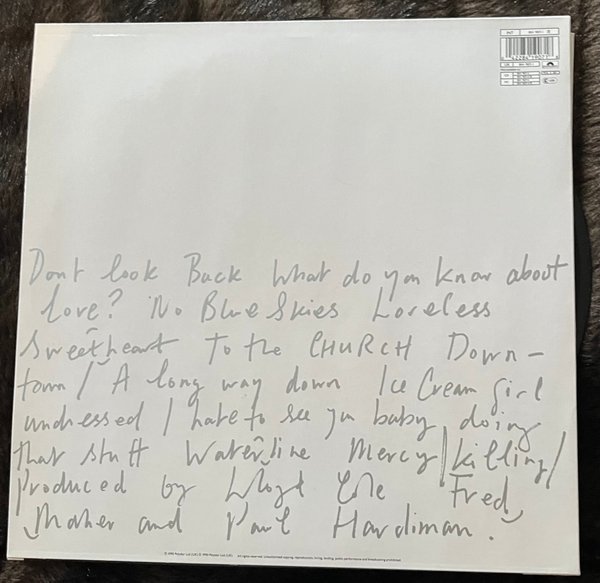 Dont look Back What do you know about
love? No Blue Skies Loveless
Sweetheart To the CHURCH Down-
town / A long way down Ice Cream girl
undressed I hate to see you baby doing
that stuff Waterline Mercy/killing/
Produced by Lloyd Cole Fred
Maher and Paul Hardiman.